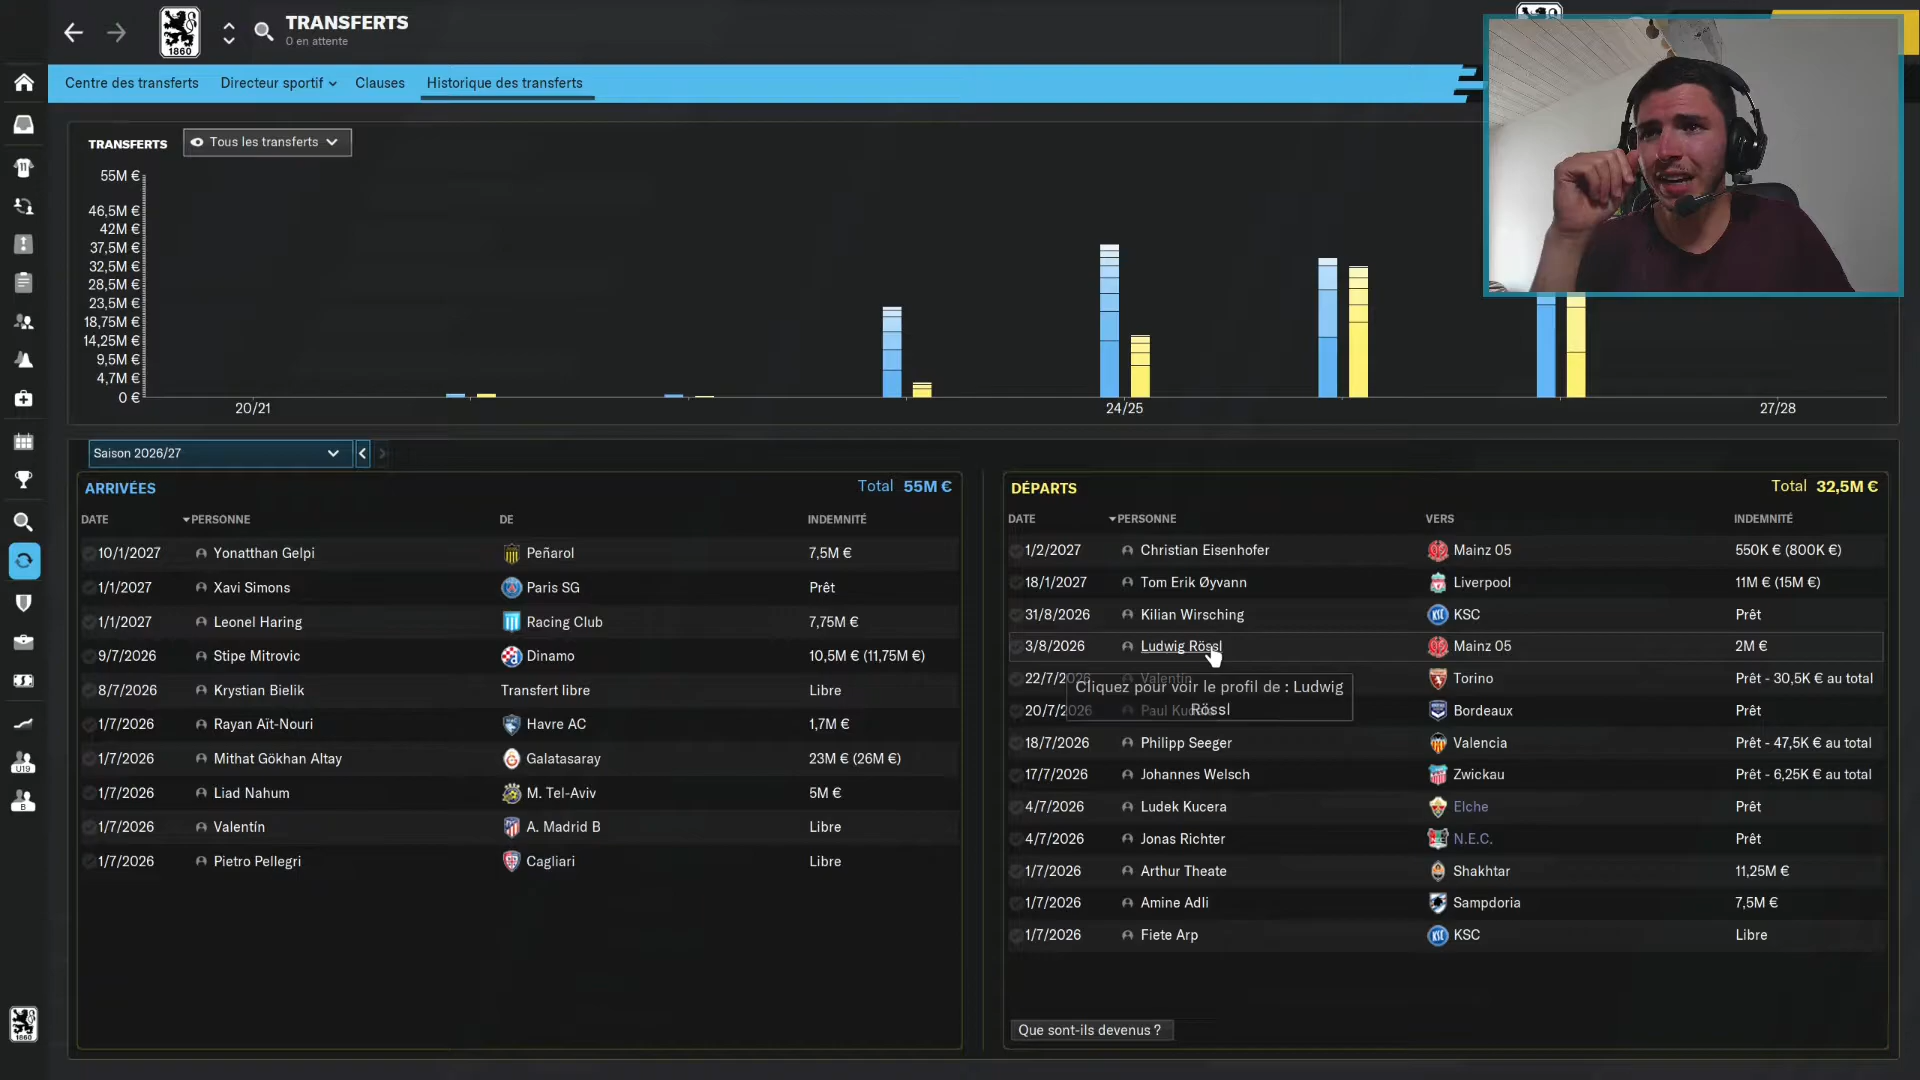 TRANSFERTS
0 en attente
1860
Centre des transferts Directeur sportif Clauses Historique des transferts
TRANSFERTS Tous les transferts
55M €
46,5M €
42M €
37,5M €
32,5M €
28,5M €
23,5M €
18,75M €
14,25M €
9,5M €
4,7M €
0 €
20/21 24/25 27/28
Saison 2026/27
ARRIVÉES Total 55M €
DATE PERSONNE DE INDEMNITÉ
10/1/2027 Yonatthan Gelpi Peñarol 7,5M €
1/1/2027 Xavi Simons Paris SG Prêt
1/1/2027 Leonel Haring Racing Club 7,75M €
9/7/2026 Stipe Mitrovic Dinamo 10,5M € (11,75M €)
8/7/2026 Krystian Bielik Transfert libre Libre
1/7/2026 Rayan Aït-Nouri Havre AC 1,7M €
1/7/2026 Mithat Gökhan Altay Galatasaray 23M € (26M €)
1/7/2026 Liad Nahum M. Tel-Aviv 5M €
1/7/2026 Valentín A. Madrid B Libre
1/7/2026 Pietro Pellegri Cagliari Libre
DÉPARTS Total 32,5M €
DATE PERSONNE VERS INDEMNITÉ
1/2/2027 Christian Eisenhofer Mainz 05 550K € (800K €)
18/1/2027 Tom Erik Øyvann Liverpool 11M € (15M €)
31/8/2026 Kilian Wirsching KSC Prêt
3/8/2026 Ludwig Rössl Mainz 05 2M €
22/7/2026 Valentín Torino Prêt - 30,5K € au total
Cliquez pour voir le profil de : Ludwig
Rössl
20/7/2026 Paul Bordeaux Prêt
18/7/2026 Philipp Seeger Valencia Prêt - 47,5K € au total
17/7/2026 Johannes Welsch Zwickau Prêt - 6,25K € au total
4/7/2026 Ludek Kucera Elche Prêt
4/7/2026 Jonas Richter N.E.C. Prêt
1/7/2026 Arthur Theate Shakhtar 11,25M €
1/7/2026 Amine Adli Sampdoria 7,5M €
1/7/2026 Fiete Arp KSC Libre
Que sont-ils devenus ?
11
U19
B
1860